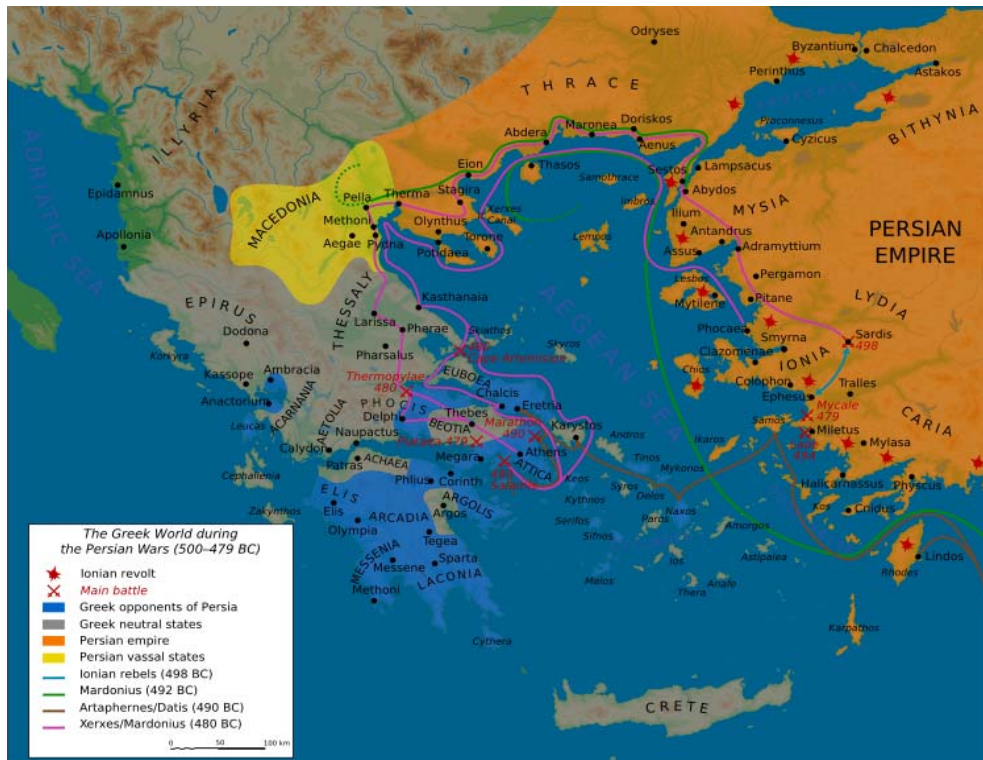 Odryses
Byzantium
Chalcedon
Perinthus
Astakos
THRACE
PROPONTIS
BITHYNIA
Proconnesus
Cyzicus
ILLYRIA
ADRIATIC SEA
Abdera
Maronea
Doriskos
Aenus
Eion
Thasos
Samothrace
Sestos
Lampsacus
Imbros
Abydos
Epidamnus
Apollonia
MACEDONIA
Pella
Therma
Stagira
Xerxes
Canal
Methoni
Olynthus
Aegae
Pydna
Potidaea
Torone
Lemnos
Ilium
MYSIA
Antandrus
Adramyttium
Assus
PERSIAN
EMPIRE
Lesbos
Mytilene
Pergamon
Pitane
LYDIA
EPIRUS
THESSALY
Kasthanaia
AEGEAN SEA
Dodona
Larissa
Pherae
Skiathos
Korkyra
Pharsalus
480
Cape Artemisium
Skyros
Phocaea
Smyrna
Sardis
498
Clazomenae
IONIA
Kassope
Ambracia
Thermopylae
480
EUBOEA
Chios
Colophon
Tralles
Anactorium
ACARNANIA
AETOLIA
PHOCIS
Chalcis
Eretria
Ephesus
Mycale
479
Leucas
Delphi
Thebes
BEOTIA
Marathon
490
Karystos
Samos
Miletus
CARIA
Naupactus
Plataea 479
Andros
Ikaros
Lade
494
Mylasa
Calydon
Patras
ACHAEA
Megara
Athens
Tinos
Cephallenia
Phlius
Corinth
480
Salamis
ATTICA
Keos
Mykonos
Halicarnassus
Physcus
ELIS
ARGOLIS
Kythnos
Syros
Delos
Zakynthos
Elis
Argos
Naxos
Kos
Cnidus
Olympia
ARCADIA
Serifos
Paros
Amorgos
Tegea
Sifnos
MESSENIA
Messene
Sparta
Ios
Astipalea
Rhodes
Lindos
LACONIA
Melos
Thera
Anafo
Methoni
Cythera
Karpathos
CRETE
The Greek World during
the Persian Wars (500–479 BC)
Ionian revolt
Main battle
Greek opponents of Persia
Greek neutral states
Persian empire
Persian vassal states
Ionian rebels (498 BC)
Mardonius (492 BC)
Artaphernes/Datis (490 BC)
Xerxes/Mardonius (480 BC)
0 50 100 km